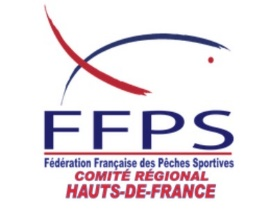 FFPS
Fédération Française des Pêches Sportives
COMITÉ RÉGIONAL
HAUTS-DE-FRANCE